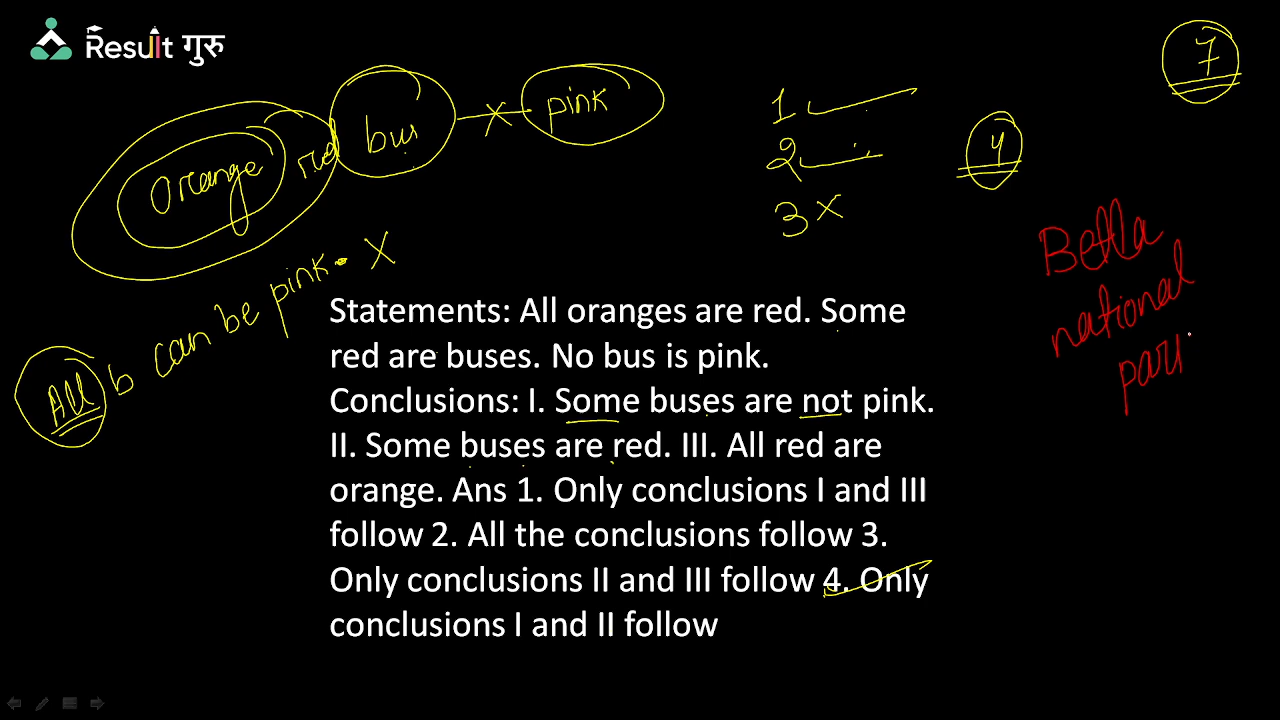 Result गुरु
7
Orange red bus X pink
1
2
3 X
4
All b can be pink. X
Betla
national
par
Statements: All oranges are red. Some
red are buses. No bus is pink.
Conclusions: I. Some buses are not pink.
II. Some buses are red. III. All red are
orange. Ans 1. Only conclusions I and III
follow 2. All the conclusions follow 3.
Only conclusions II and III follow 4. Only
conclusions I and II follow